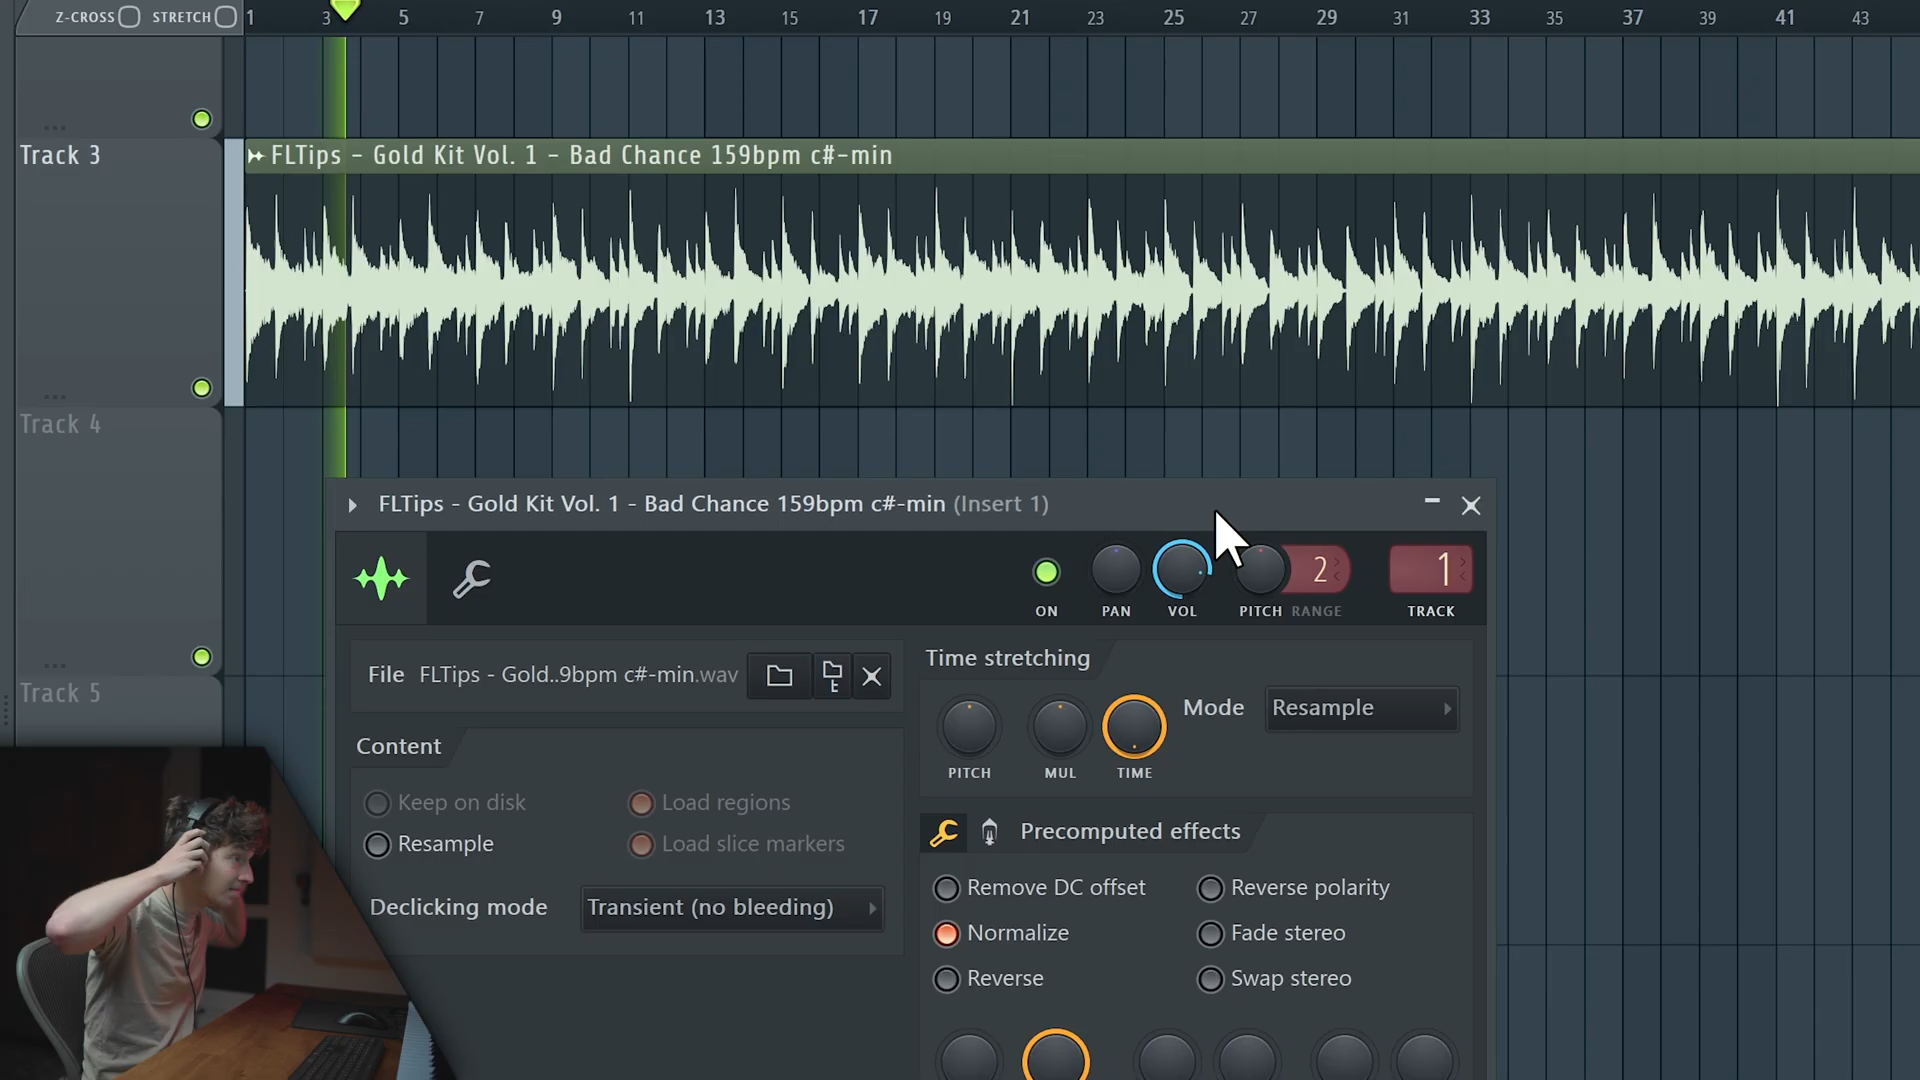 Z-CROSS STRETCH 1 3 5 7 9 11 13 15 17 19 21 23 25 27 29 31 33 35 37 39 41 43
Track 3
FLTips - Gold Kit Vol. 1 - Bad Chance 159bpm c#-min
Track 4
FLTips - Gold Kit Vol. 1 - Bad Chance 159bpm c#-min (Insert 1)
2 1
ON PAN VOL PITCH RANGE TRACK
File FLTips - Gold..9bpm c#-min.wav
Time stretching
Track 5
Mode Resample
PITCH MUL TIME
Content
Keep on disk Load regions
Resample Load slice markers
Declicking mode Transient (no bleeding)
Precomputed effects
Remove DC offset Reverse polarity
Normalize Fade stereo
Reverse Swap stereo